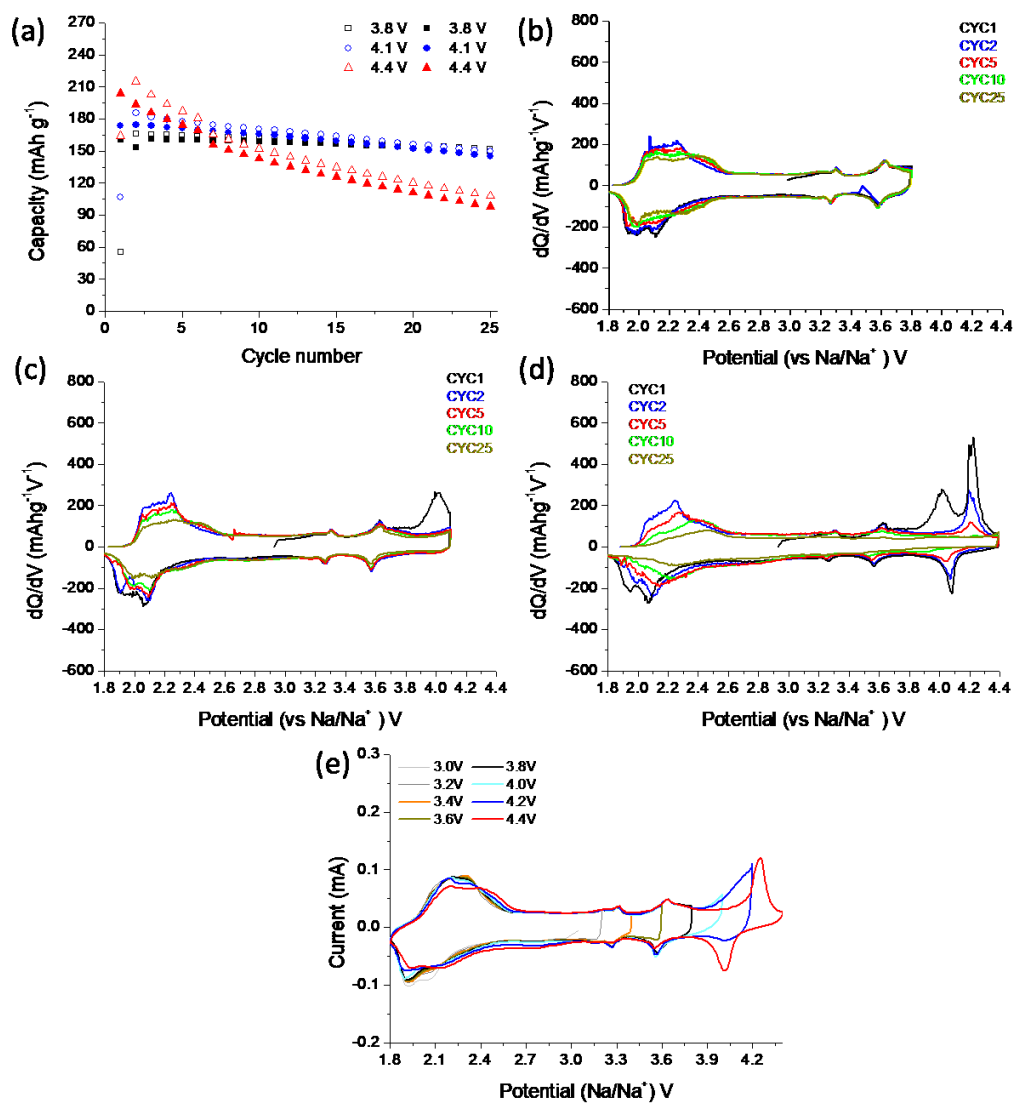 (a)
270
240
210
180
150
120
90
60
30
0
Capacity (mAh g⁻¹)
3.8 V 3.8 V
4.1 V 4.1 V
4.4 V 4.4 V
0 5 10 15 20 25
Cycle number
(b)
800
600
400
200
0
-200
-400
-600
dQ/dV (mAhg⁻¹V⁻¹)
CYC1
CYC2
CYC5
CYC10
CYC25
1.8 2.0 2.2 2.4 2.6 2.8 3.0 3.2 3.4 3.6 3.8 4.0 4.2 4.4
Potential (vs Na/Na⁺) V
(c)
800
600
400
200
0
-200
-400
-600
dQ/dV (mAhg⁻¹V⁻¹)
CYC1
CYC2
CYC5
CYC10
CYC25
1.8 2.0 2.2 2.4 2.6 2.8 3.0 3.2 3.4 3.6 3.8 4.0 4.2 4.4
Potential (vs Na/Na⁺) V
(d)
800
600
400
200
0
-200
-400
-600
dQ/dV (mAhg⁻¹V⁻¹)
CYC1
CYC2
CYC5
CYC10
CYC25
1.8 2.0 2.2 2.4 2.6 2.8 3.0 3.2 3.4 3.6 3.8 4.0 4.2 4.4
Potential (vs Na/Na⁺) V
(e)
0.3
0.2
0.1
0.0
-0.1
-0.2
Current (mA)
3.0V 3.8V
3.2V 4.0V
3.4V 4.2V
3.6V 4.4V
1.8 2.1 2.4 2.7 3.0 3.3 3.6 3.9 4.2
Potential (Na/Na⁺) V